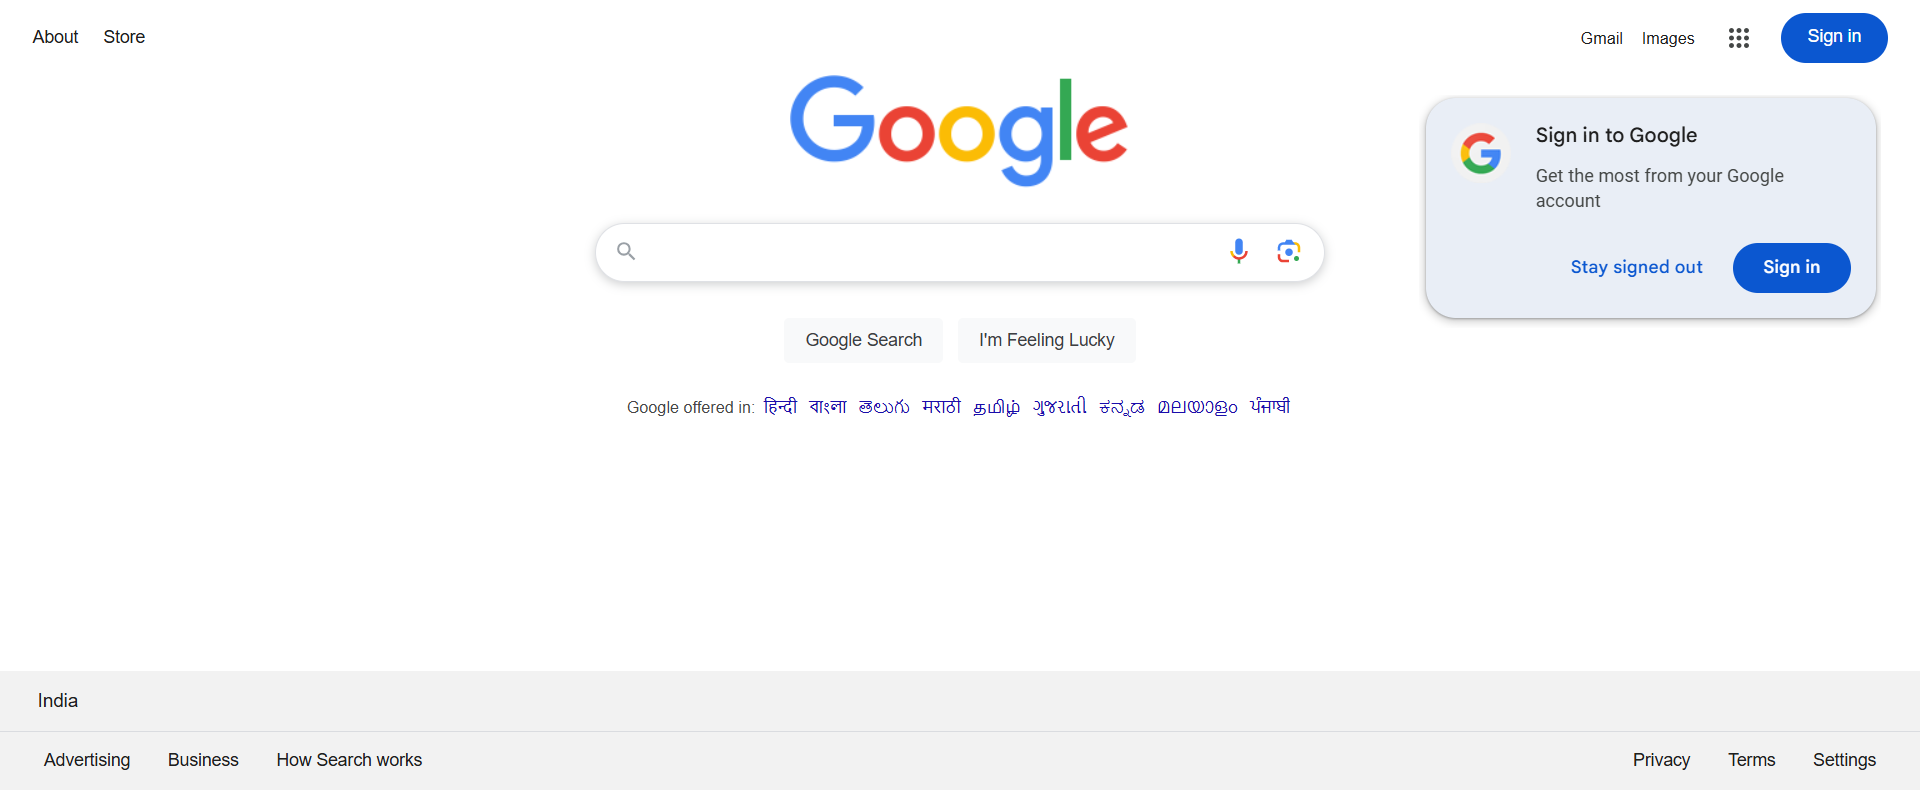 About Store
Gmail Images Sign in
Google
Sign in to Google
Get the most from your Google
account
Stay signed out Sign in
Google Search I'm Feeling Lucky
Google offered in: हिन्दी বাংলা తెలుగు मराठी தமிழ் ગુજરાતી ಕನ್ನಡ മലയാളം ਪੰਜਾਬੀ
India
Advertising Business How Search works
Privacy Terms Settings